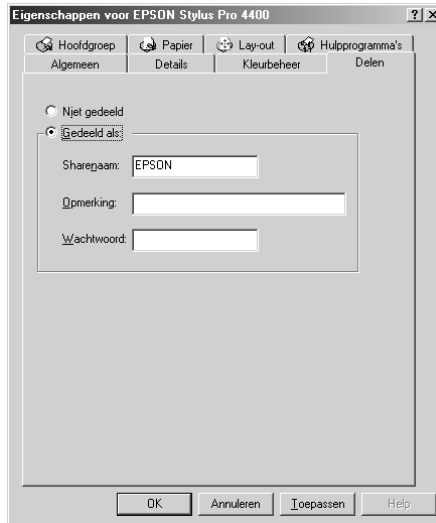 Eigenschappen voor EPSON Stylus Pro 4400
Hoofdgroep Papier Lay-out Hulpprogramma's
Algemeen Details Kleurbeheer Delen
Niet gedeeld
Gedeeld als:
Sharenaam: EPSON
Opmerking:
Wachtwoord:
OK Annuleren Toepassen Help